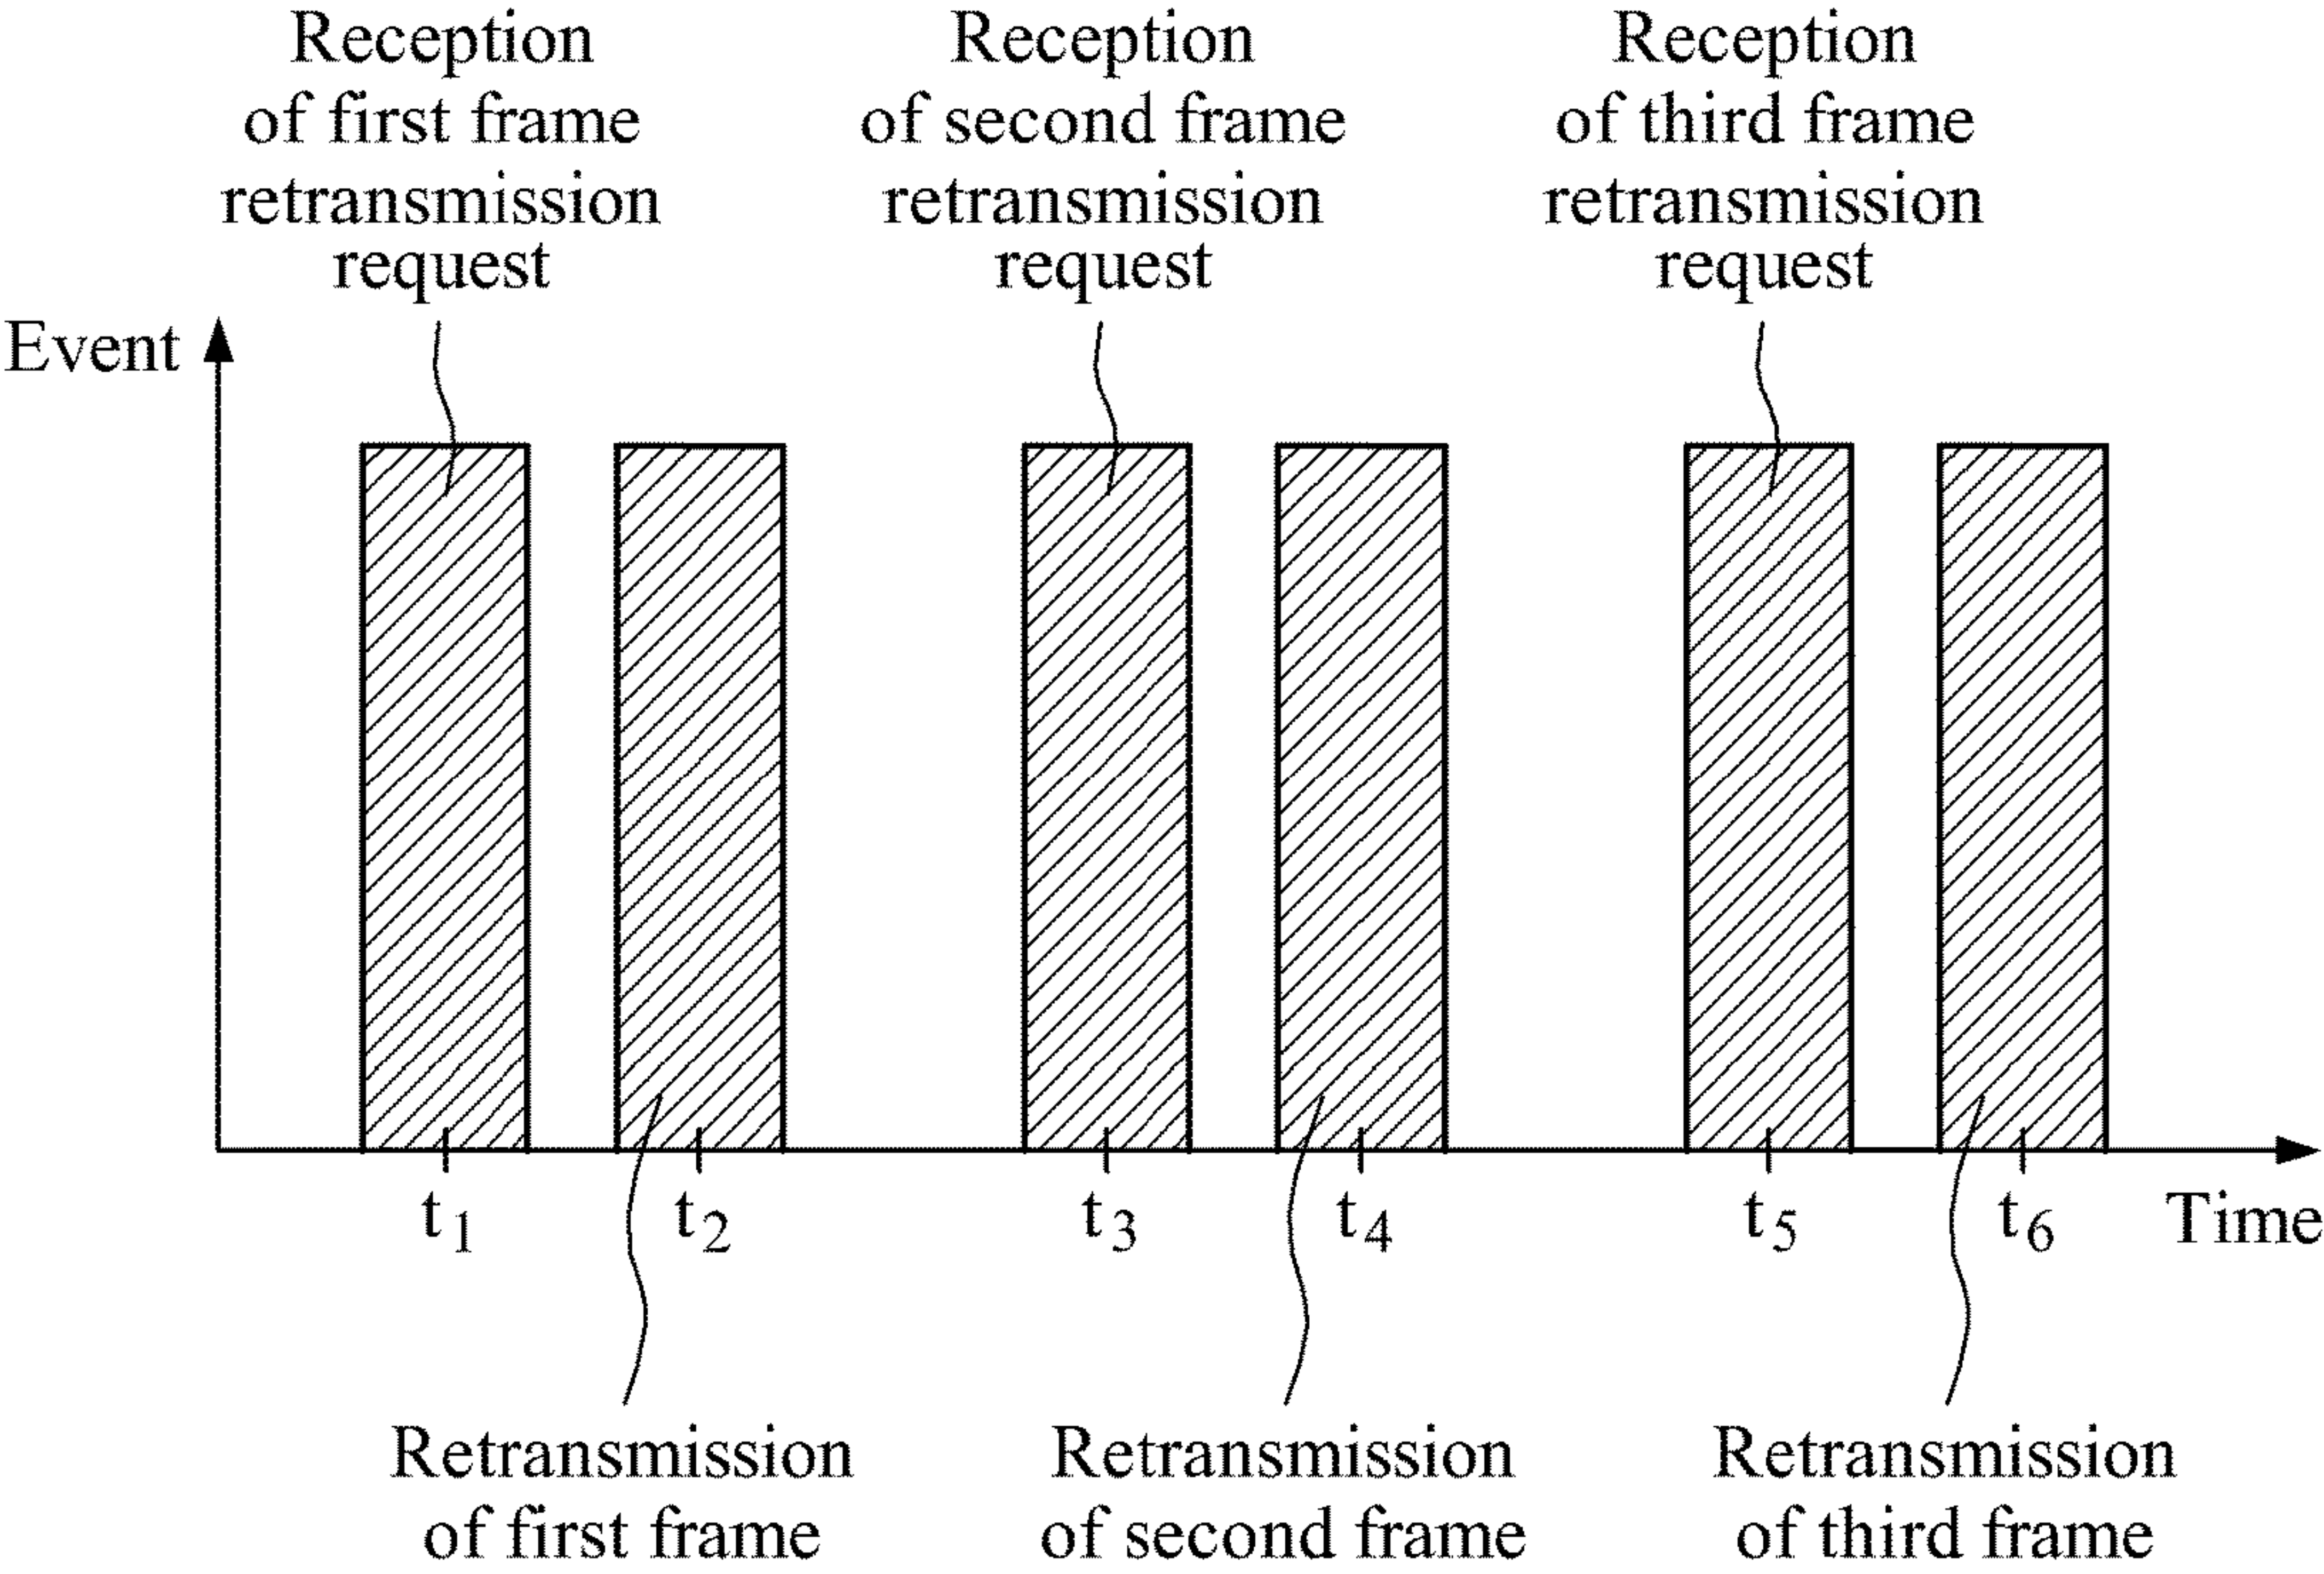 Reception
of first frame
retransmission
request
Reception
of second frame
retransmission
request
Reception
of third frame
retransmission
request
Event
t1
t2
t3
t4
t5
t6
Time
Retransmission
of first frame
Retransmission
of second frame
Retransmission
of third frame